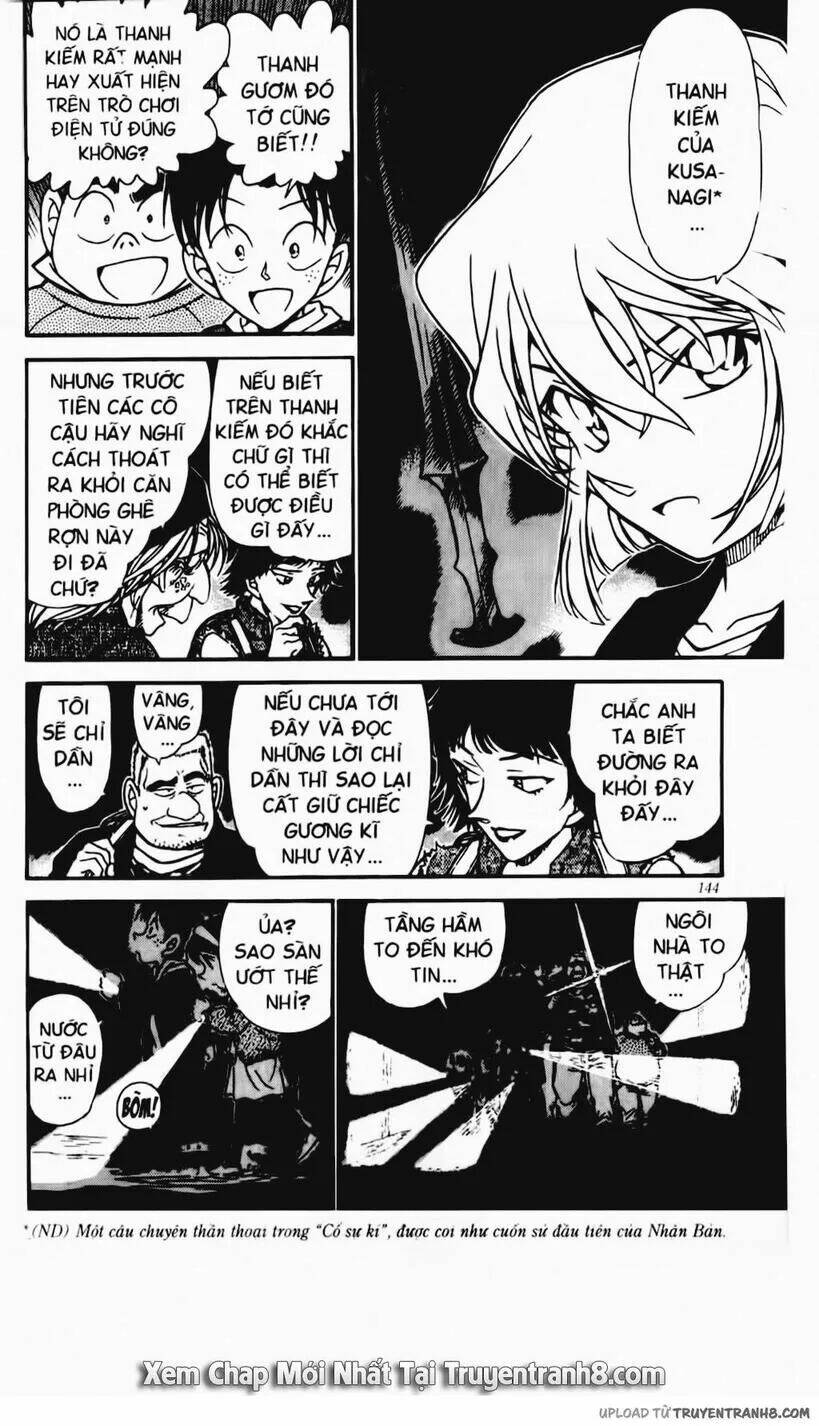 THANH
KIẾM
CỦA
KUSA-
NAGI*
...
THANH
GƯƠM ĐÓ
TỚ CŨNG
BIẾT!!
NÓ LÀ THANH
KIẾM RẤT MẠNH
HAY XUẤT HIỆN
TRÊN TRÒ CHƠI
ĐIỆN TỬ ĐÚNG
KHÔNG?
NẾU BIẾT
TRÊN THANH
KIẾM ĐÓ KHẮC
CHỮ GÌ THÌ
CÓ THỂ BIẾT
ĐƯỢC ĐIỀU
GÌ ĐẤY...
NHƯNG TRƯỚC
TIÊN CÁC CÔ
CẬU HÃY NGHĨ
CÁCH THOÁT
RA KHỎI CĂN
PHÒNG GHÊ
RỢN NÀY
ĐI ĐÃ
CHỨ?
CHẮC ANH
TA BIẾT
ĐƯỜNG RA
KHỎI ĐÂY
ĐẤY...
NẾU CHƯA TỚI
ĐÂY VÀ ĐỌC
NHỮNG LỜI CHỈ
DẪN THÌ SAO LẠI
CẤT GIỮ CHIẾC
GƯƠNG KĨ
NHƯ VẬY...
VÂNG,
VÂNG
...
TÔI
SẼ CHỈ
DẪN
...
144
NGÔI
NHÀ TO
THẬT
...
TẦNG HẦM
TO ĐẾN KHÓ
TIN...
ỦA?
SAO SÀN
ƯỚT THẾ
NHỈ?
NƯỚC
TỪ ĐÂU
RA NHỈ
...
BÕM!
* (ND) Một câu chuyện thần thoại trong "Cổ sự kí", được coi như cuốn sử đầu tiên của Nhân Bản.
Xem Chap Mới Nhất Tại Truyentranh8.com
UPLOAD TỪ TRUYENTRANH8.COM